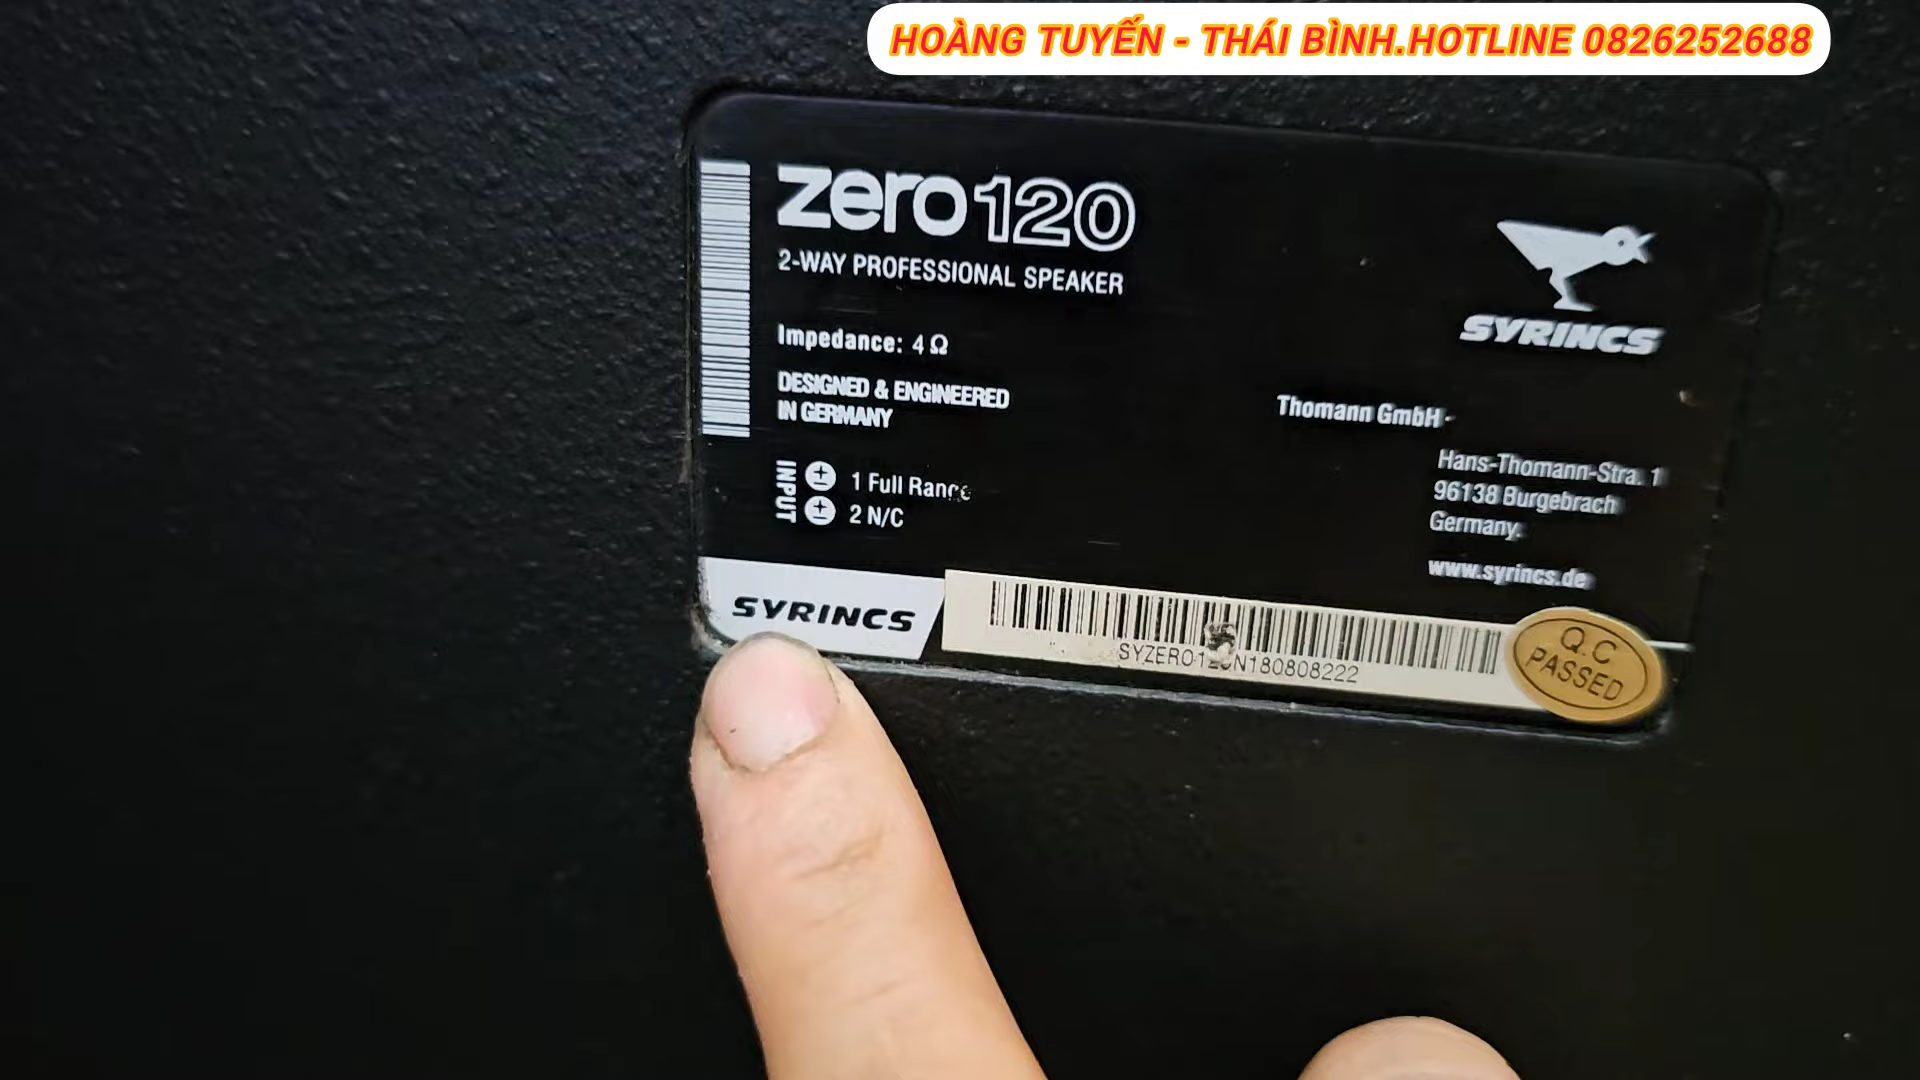 HOÀNG TUYẾN - THÁI BÌNH.HOTLINE 0826252688
zero120
2-WAY PROFESSIONAL SPEAKER
Impedance: 4 Ω
DESIGNED & ENGINEERED
IN GERMANY
INPUT
1 Full Range
2 N/C
SYRINCS
Thomann GmbH
Hans-Thomann-Stra. 1
96138 Burgebrach
Germany.
www.syrincs.de
SYRINCS
Q.C
PASSED